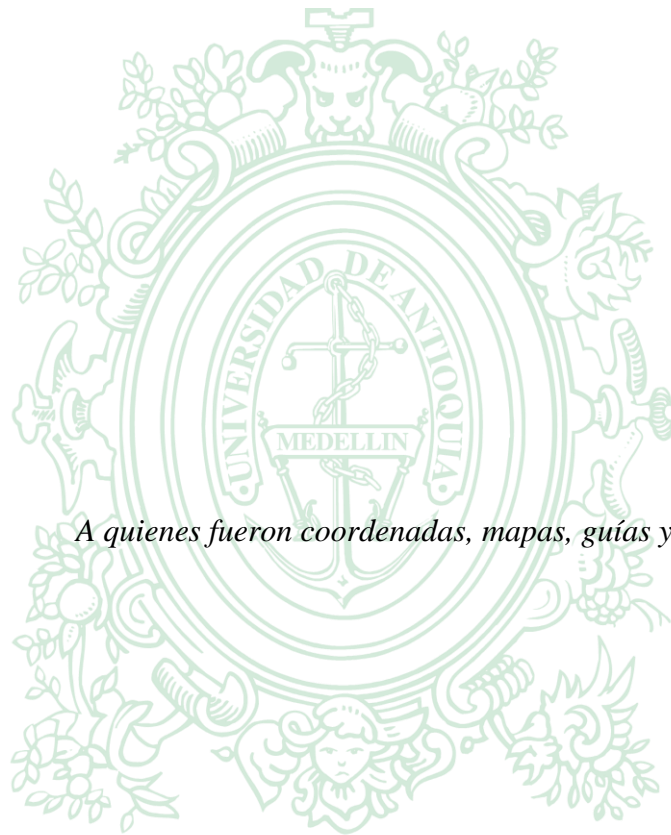 UNIVERSIDAD DE ANTIOQUIA
MEDELLIN
A quienes fueron coordenadas, mapas, guías y